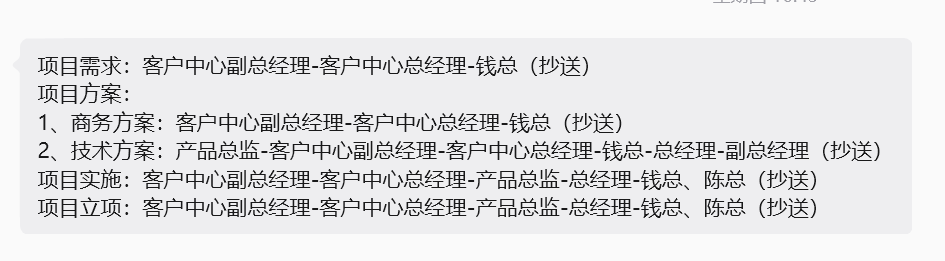 项目需求：客户中心副总经理-客户中心总经理-钱总（抄送）
项目方案：
1、商务方案：客户中心副总经理-客户中心总经理-钱总（抄送）
2、技术方案：产品总监-客户中心副总经理-客户中心总经理-钱总-总经理-副总经理（抄送）
项目实施：客户中心副总经理-客户中心总经理-产品总监-总经理-钱总、陈总（抄送）
项目立项：客户中心副总经理-客户中心总经理-产品总监-总经理-钱总、陈总（抄送）